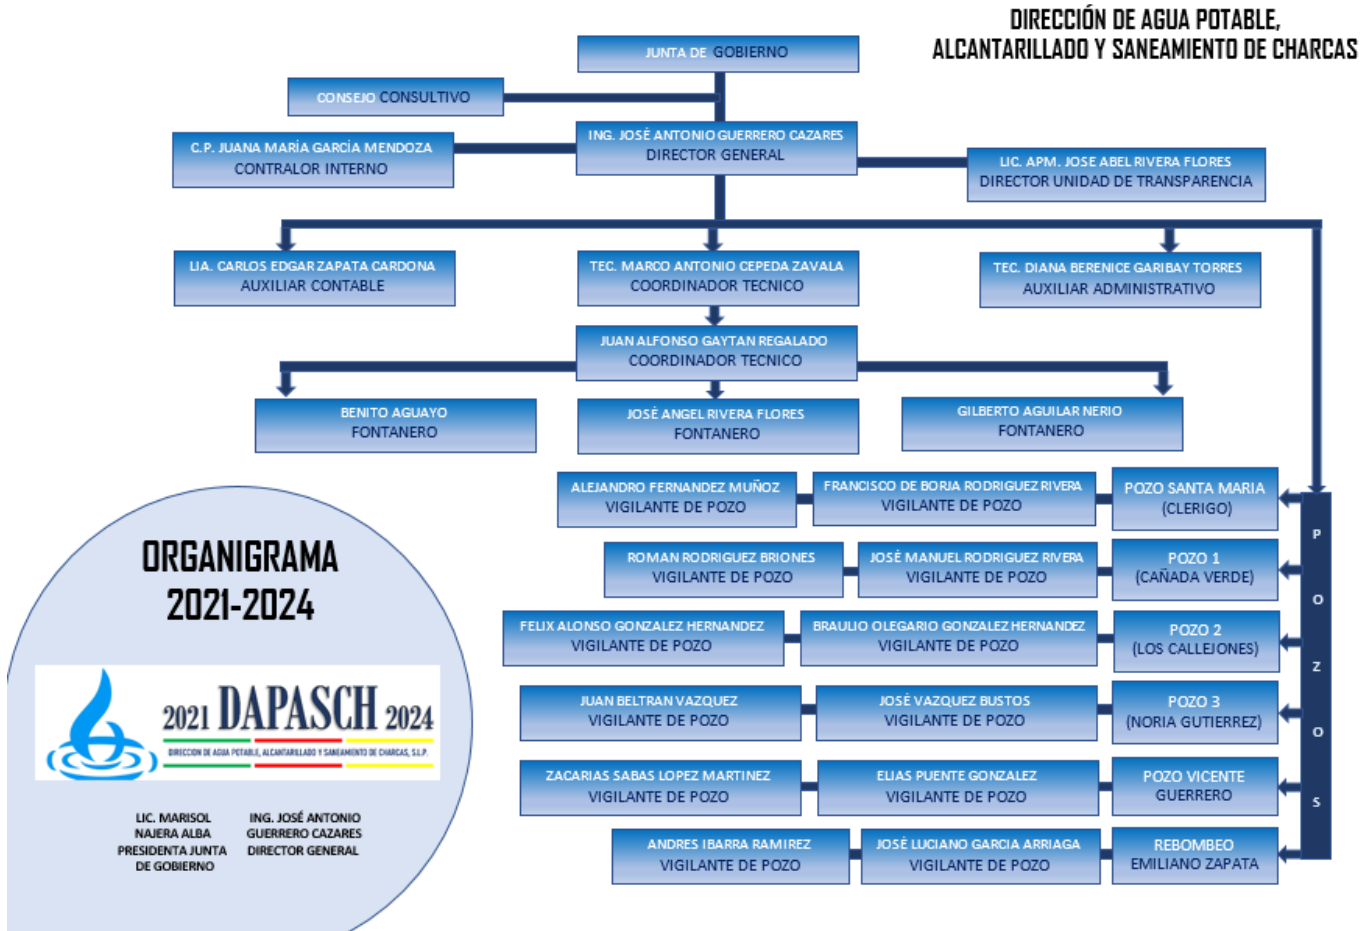 DIRECCIÓN DE AGUA POTABLE,
ALCANTARILLADO Y SANEAMIENTO DE CHARCAS
JUNTA DE GOBIERNO
CONSEJO CONSULTIVO
ING. JOSÉ ANTONIO GUERRERO CAZARES
DIRECTOR GENERAL
C.P. JUANA MARÍA GARCÍA MENDOZA
CONTRALOR INTERNO
LIC. APM. JOSE ABEL RIVERA FLORES
DIRECTOR UNIDAD DE TRANSPARENCIA
LIA. CARLOS EDGAR ZAPATA CARDONA
AUXILIAR CONTABLE
TEC. MARCO ANTONIO CEPEDA ZAVALA
COORDINADOR TECNICO
TEC. DIANA BERENICE GARIBAY TORRES
AUXILIAR ADMINISTRATIVO
JUAN ALFONSO GAYTAN REGALADO
COORDINADOR TECNICO
BENITO AGUAYO
FONTANERO
JOSÉ ANGEL RIVERA FLORES
FONTANERO
GILBERTO AGUILAR NERIO
FONTANERO
ALEJANDRO FERNANDEZ MUÑOZ
VIGILANTE DE POZO
FRANCISCO DE BORJA RODRIGUEZ RIVERA
VIGILANTE DE POZO
POZO SANTA MARIA
(CLERIGO)
ROMAN RODRIGUEZ BRIONES
VIGILANTE DE POZO
JOSÉ MANUEL RODRIGUEZ RIVERA
VIGILANTE DE POZO
POZO 1
(CAÑADA VERDE)
FELIX ALONSO GONZALEZ HERNANDEZ
VIGILANTE DE POZO
BRAULIO OLEGARIO GONZALEZ HERNANDEZ
VIGILANTE DE POZO
POZO 2
(LOS CALLEJONES)
JUAN BELTRAN VAZQUEZ
VIGILANTE DE POZO
JOSÉ VAZQUEZ BUSTOS
VIGILANTE DE POZO
POZO 3
(NORIA GUTIERREZ)
ZACARIAS SABAS LOPEZ MARTINEZ
VIGILANTE DE POZO
ELIAS PUENTE GONZALEZ
VIGILANTE DE POZO
POZO VICENTE
GUERRERO
ANDRES IBARRA RAMIREZ
VIGILANTE DE POZO
JOSÉ LUCIANO GARCIA ARRIAGA
VIGILANTE DE POZO
REBOMBEO
EMILIANO ZAPATA
P
O
Z
O
S
ORGANIGRAMA
2021-2024
2021 DAPASCH 2024
DIRECCION DE AGUA POTABLE, ALCANTARILLADO Y SANEAMIENTO DE CHARCAS, S.L.P.
LIC. MARISOL
NAJERA ALBA
PRESIDENTA JUNTA
DE GOBIERNO
ING. JOSÉ ANTONIO
GUERRERO CAZARES
DIRECTOR GENERAL